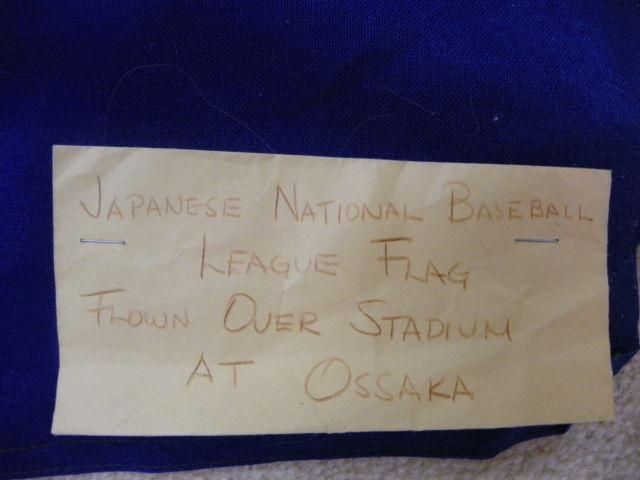 Japanese National Baseball
League Flag
Flown Over Stadium
At Ossaka